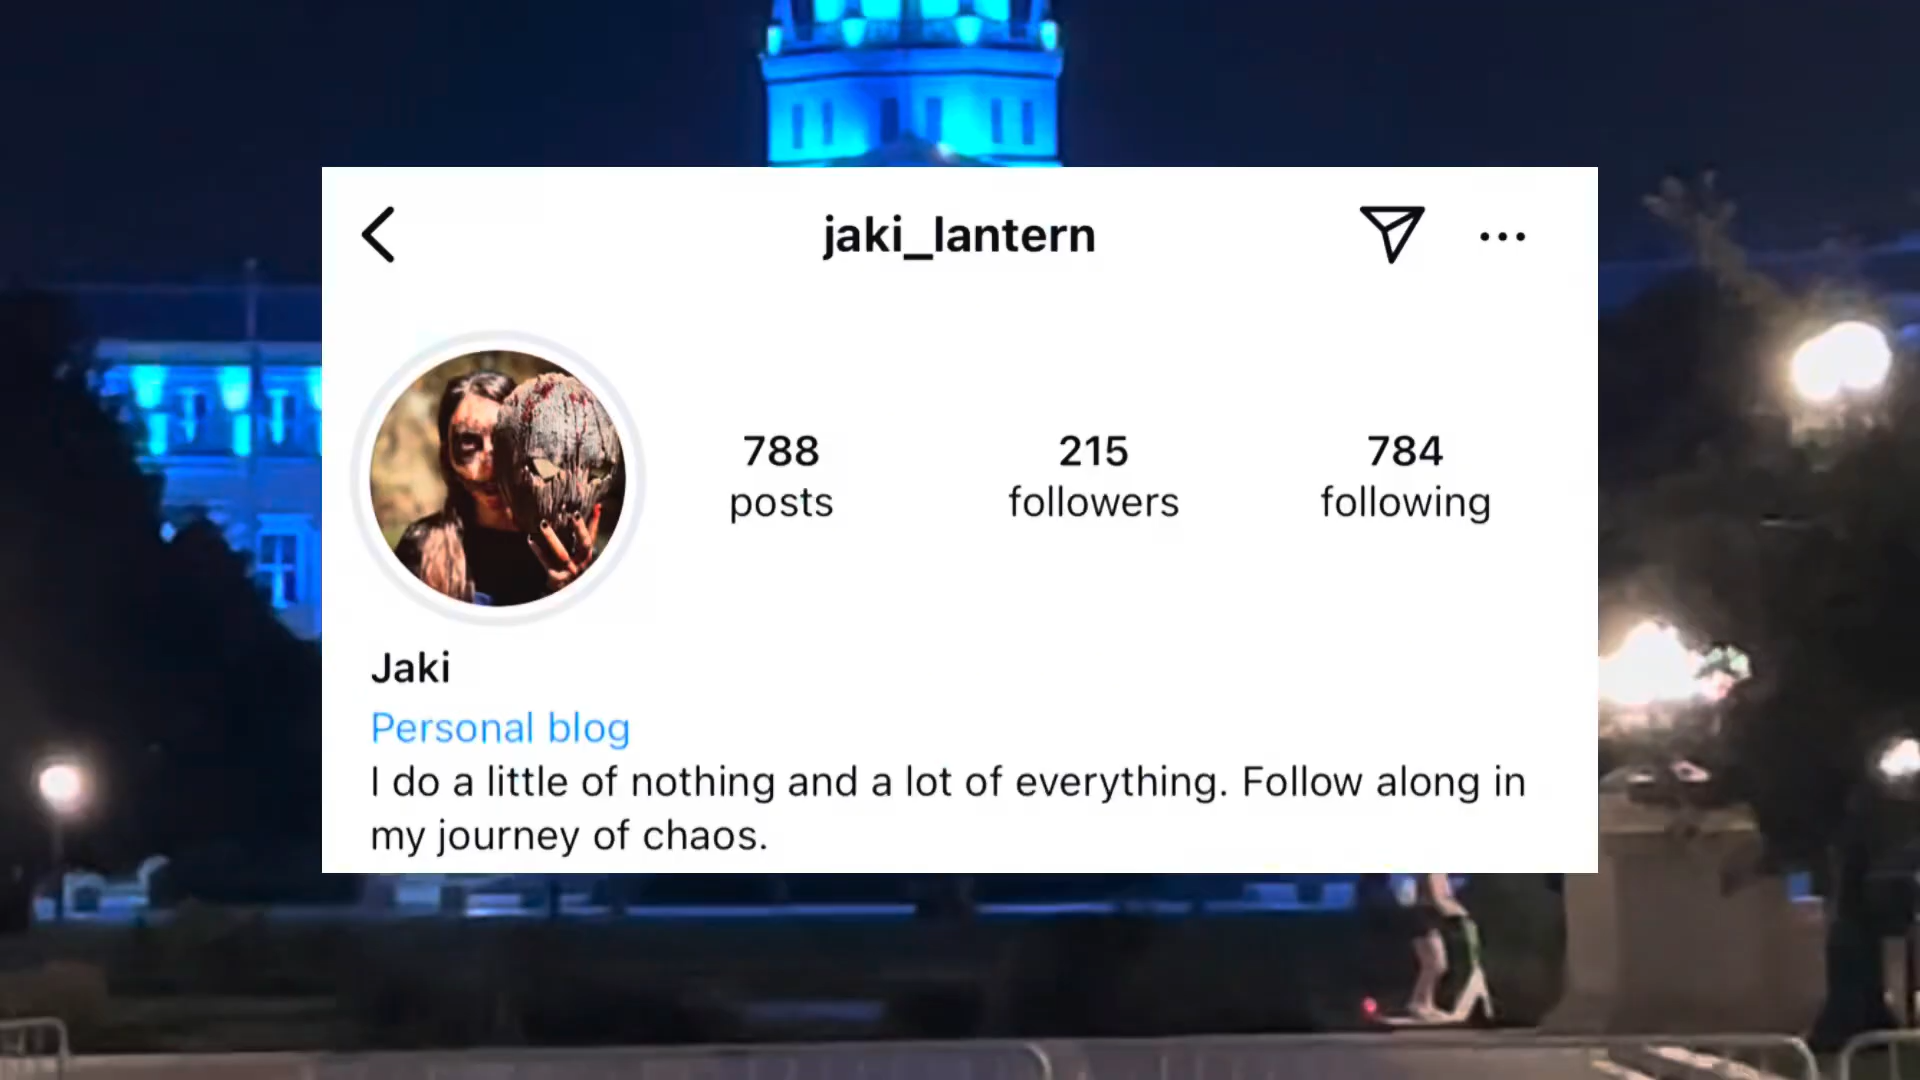 jaki_lantern
788
posts
215
followers
784
following
Jaki
Personal blog
I do a little of nothing and a lot of everything. Follow along in
my journey of chaos.